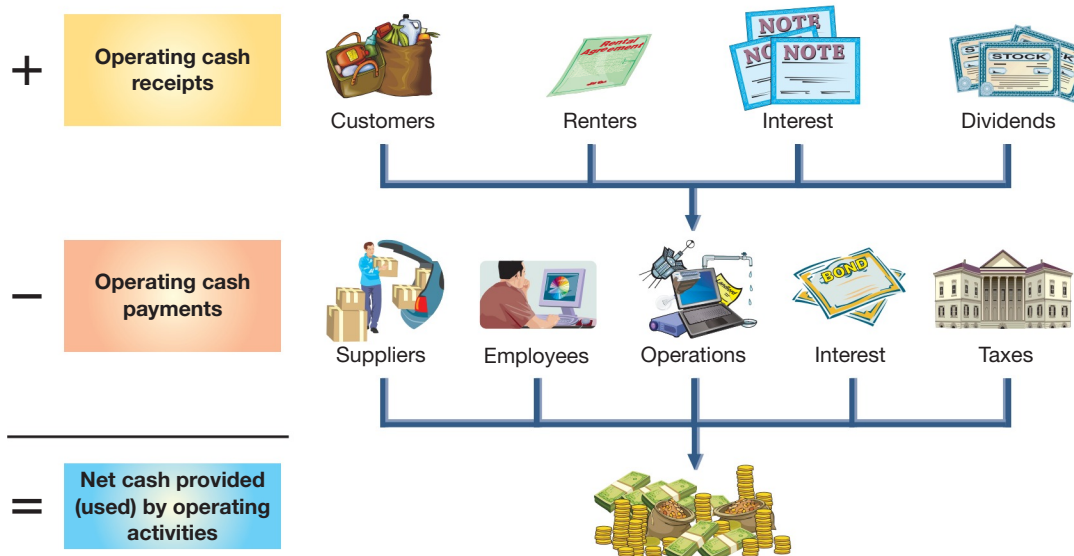 +
Operating cash
receipts
Rental
Agreement
NOTE
NOTE
NOTE
STOCK
Customers
Renters
Interest
Dividends
−
Operating cash
payments
BOND
Suppliers
Employees
Operations
Interest
Taxes
=
Net cash provided
(used) by operating
activities